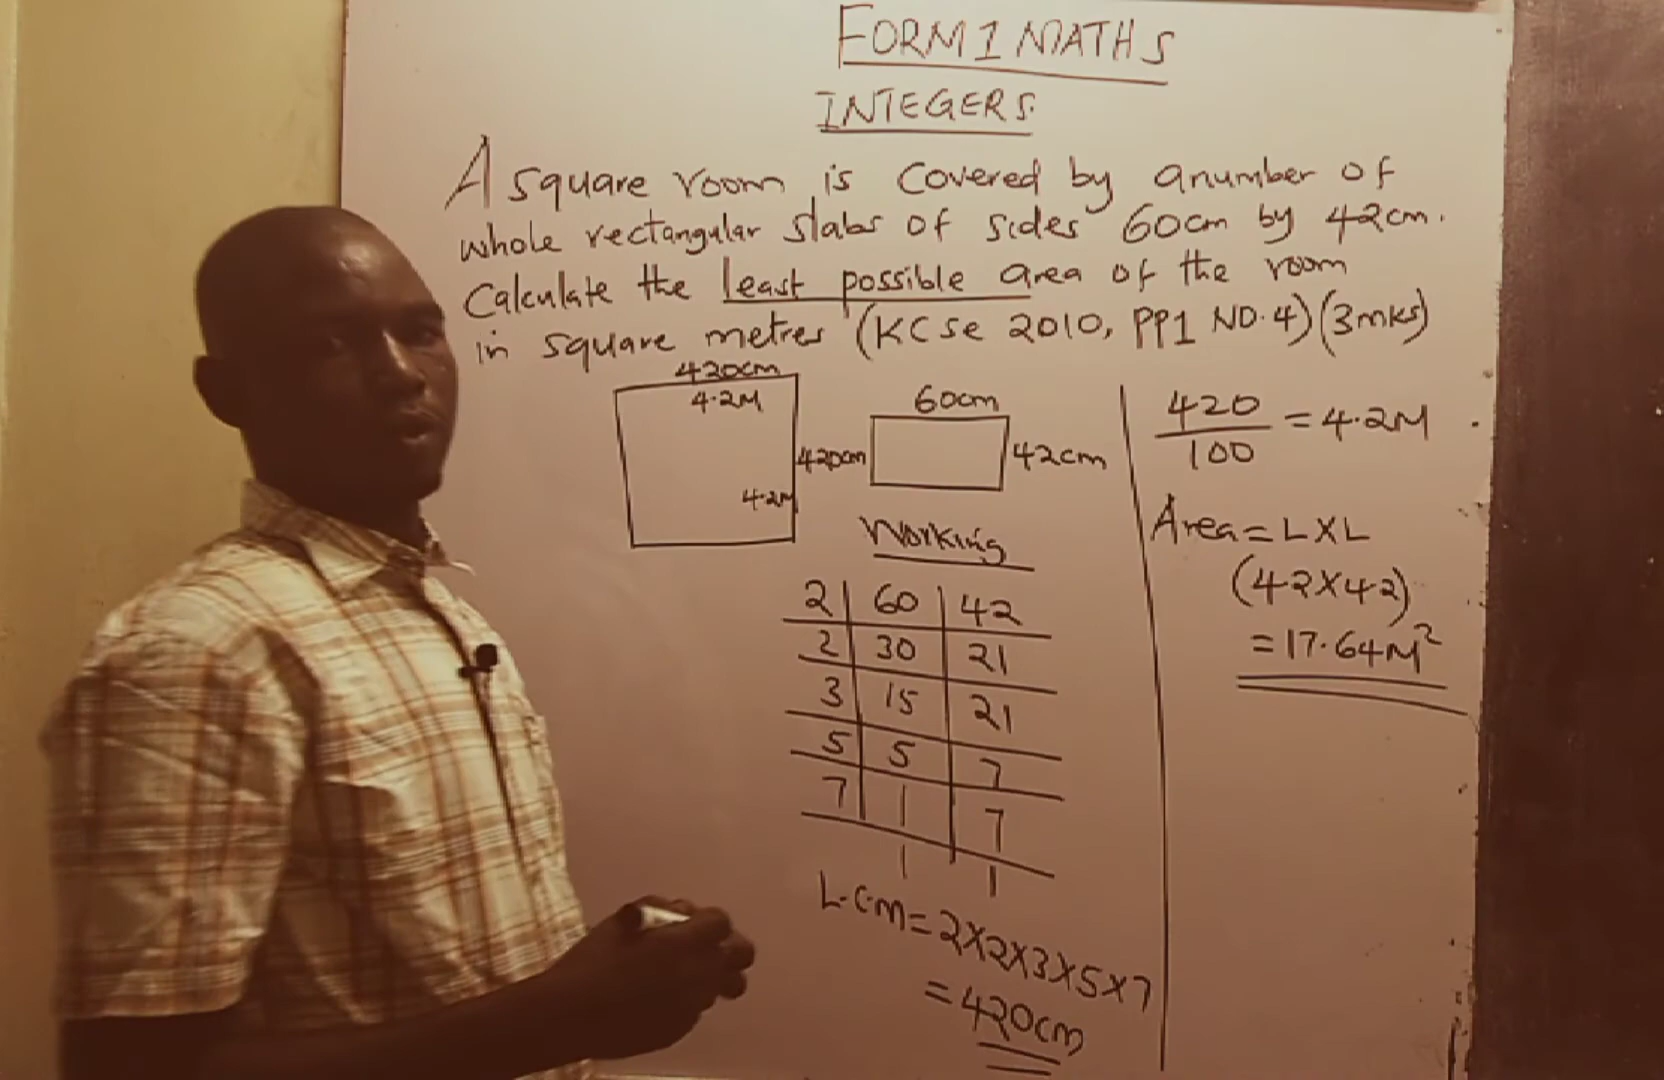 FORM 1 MATHS
INTEGERS.
A square room is covered by a number of
whole rectangular slabs of sides 60cm by 42cm.
Calculate the least possible area of the room
in square metres (KCSE 2010, PP1 NO.4) (3mks)
420cm
4.2M
420cm
4.2M
60cm
42cm
Working
2 60 42
2 30 21
3 15 21
5 5 7
7 1 7
1 1
L.C.M = 2X2X3X5X7
= 420cm
420
100
= 4.2M
Area = L X L
(4.2 X 4.2)
= 17.64M²